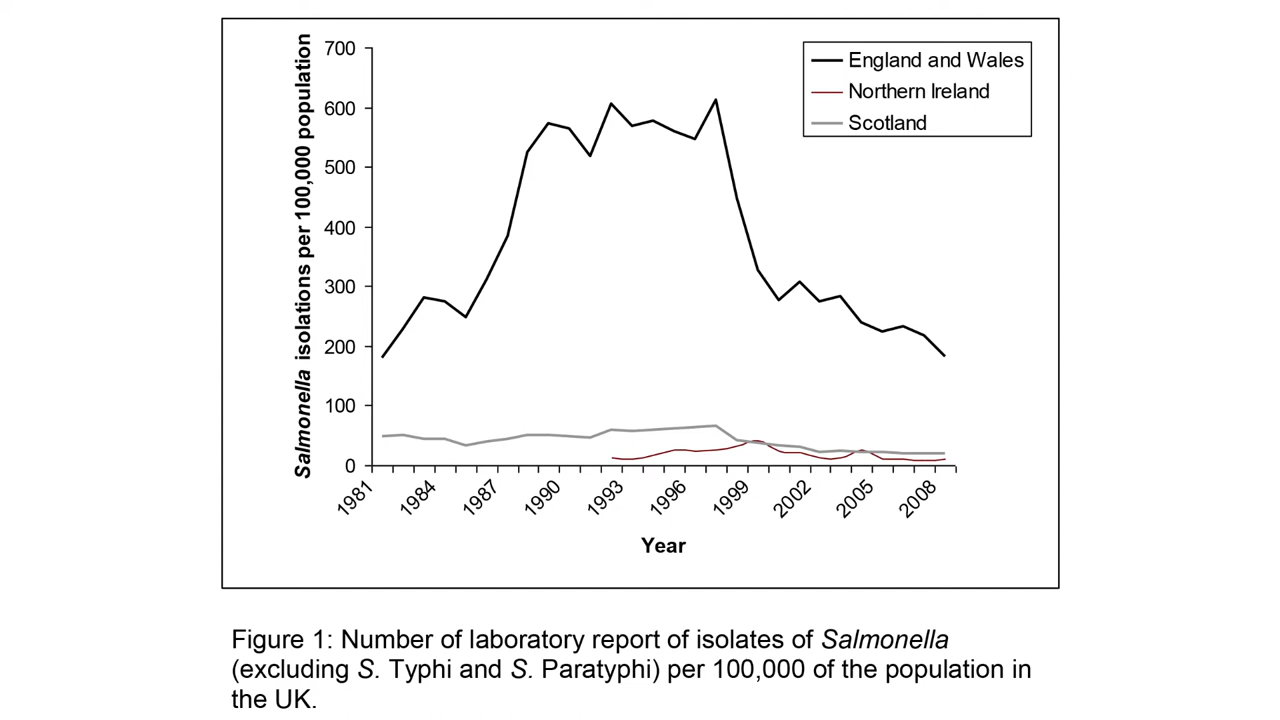 Salmonella isolations per 100,000 population
700
600
500
400
300
200
100
0
1981
1984
1987
1990
1993
1996
1999
2002
2005
2008
Year
England and Wales
Northern Ireland
Scotland
Figure 1: Number of laboratory report of isolates of Salmonella
(excluding S. Typhi and S. Paratyphi) per 100,000 of the population in
the UK.